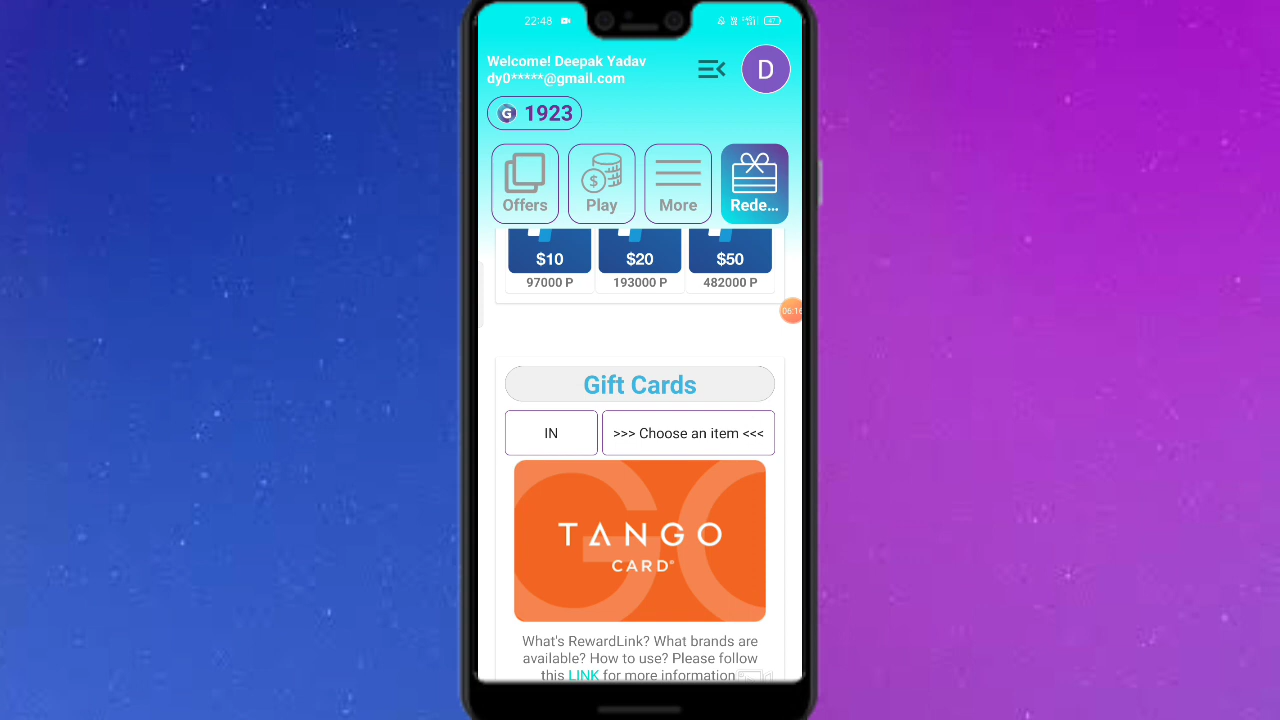 22:48
Welcome! Deepak Yadav
dy0*****@gmail.com
D
G 1923
Offers
Play
More
Rede...
$10
$20
$50
97000 P
193000 P
482000 P
06:16
Gift Cards
IN
>>> Choose an item <<<
TANGO
CARD®
What's RewardLink? What brands are
available? How to use? Please follow
this LINK for more information